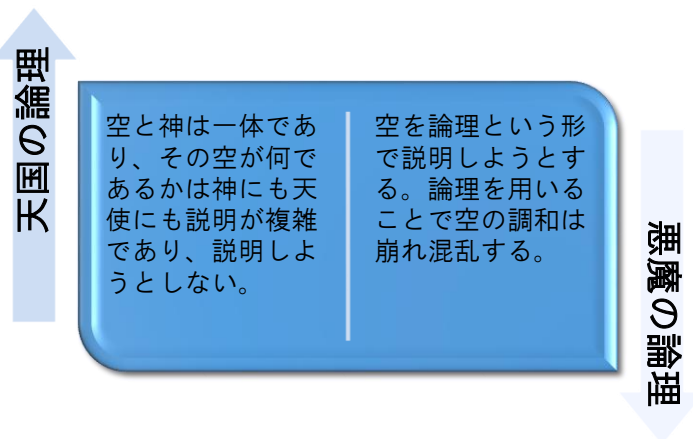 天国の論理
空と神は一体であ
り、その空が何で
あるかは神にも天
使にも説明が複雑
であり、説明しよ
うとしない。
空を論理という形
で説明しようとす
る。論理を用いる
ことで空の調和は
崩れ混乱する。
悪魔の論理